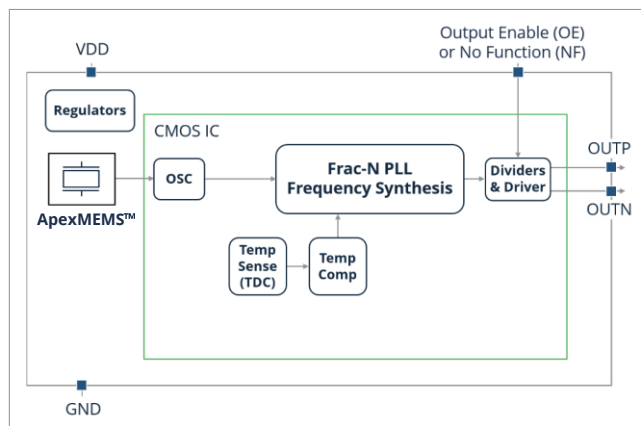 VDD
Output Enable (OE)
or No Function (NF)
Regulators
CMOS IC
ApexMEMS™
OSC
Frac-N PLL
Frequency Synthesis
Dividers
& Driver
OUTP
OUTN
Temp
Sense
(TDC)
Temp
Comp
GND